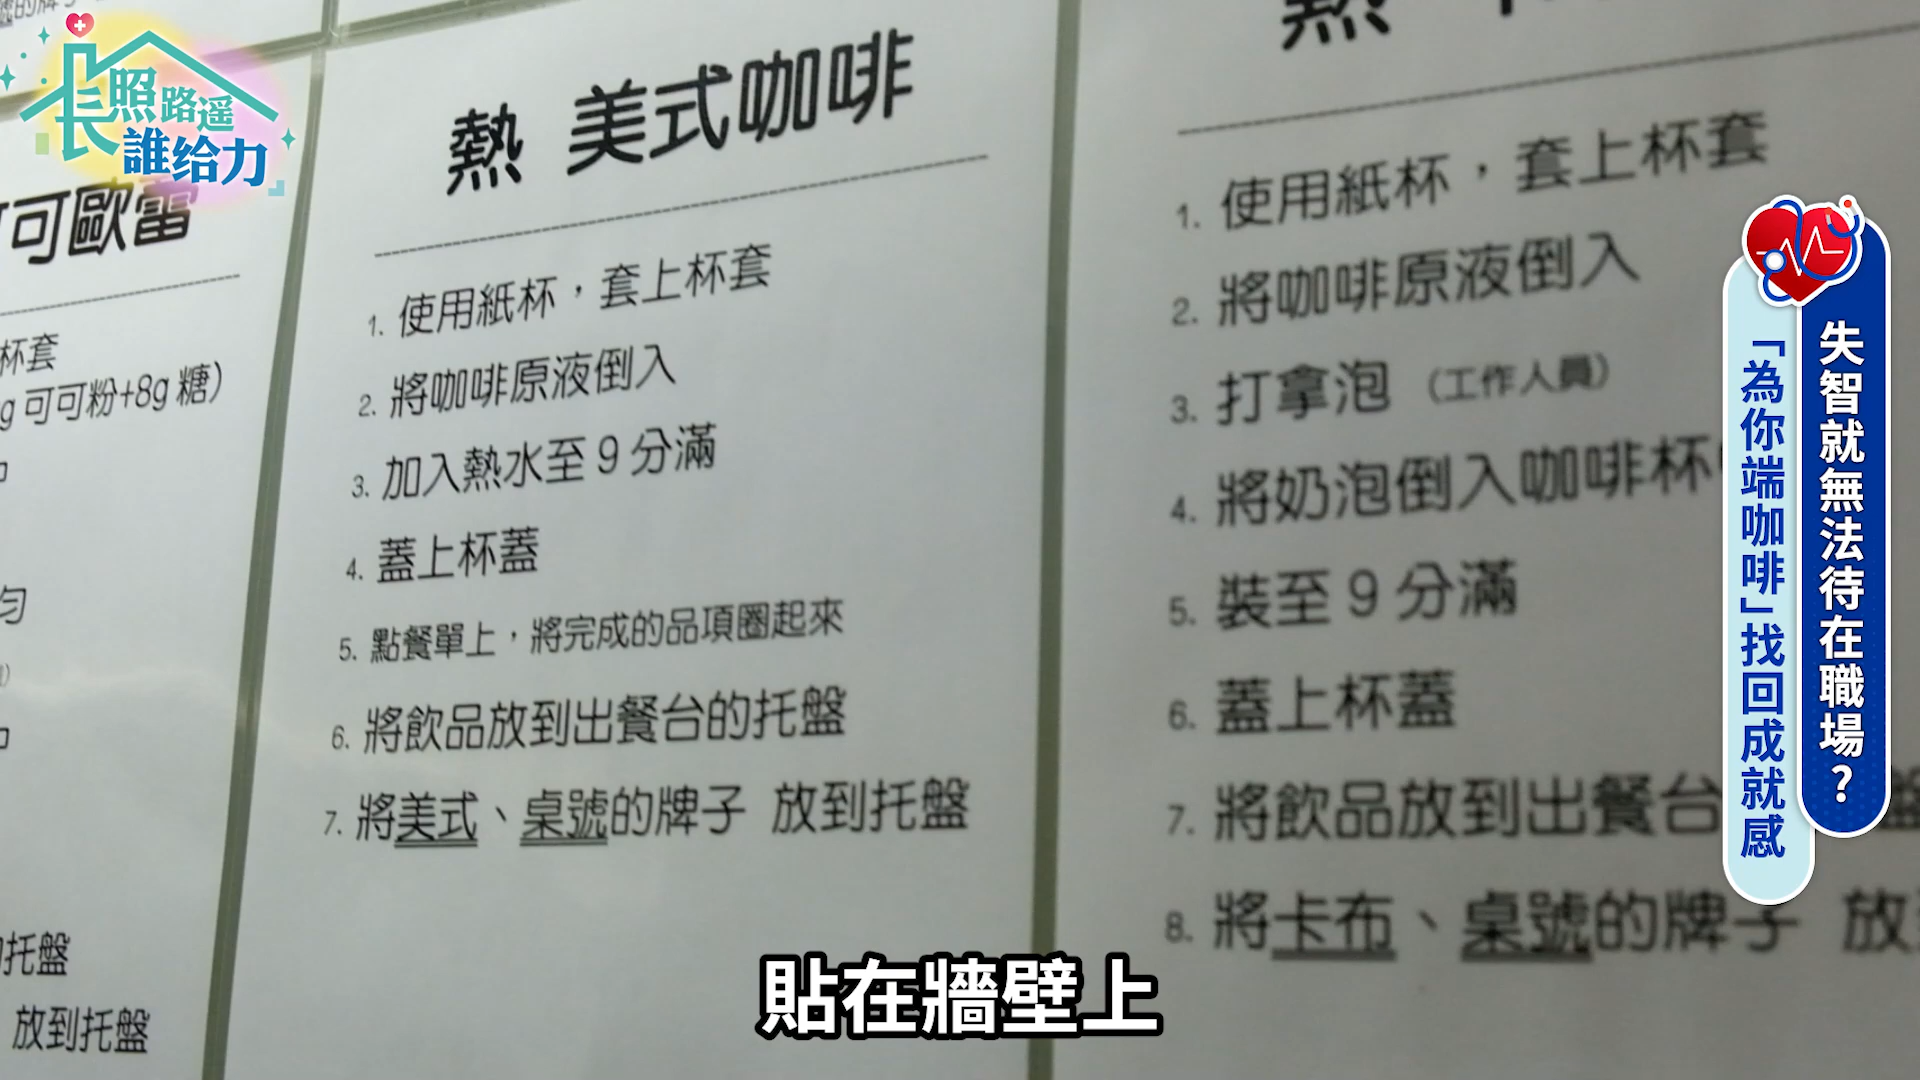 長照路遥
誰给力
可歐雷
杯套
g可可粉+8g糖）
勻
托盤
放到托盤
熱 美式咖啡
1. 使用紙杯，套上杯套
2. 將咖啡原液倒入
3. 加入熱水至9分滿
4. 蓋上杯蓋
5. 點餐單上，將完成的品項圈起來
6. 將飲品放到出餐台的托盤
7. 將美式、桌號的牌子 放到托盤
熱
1. 使用紙杯，套上杯套
2. 將咖啡原液倒入
3. 打拿泡（工作人員）
4. 將奶泡倒入咖啡杯
5. 裝至9分滿
6. 蓋上杯蓋
7. 將飲品放到出餐台
8. 將卡布、桌號的牌子 放
失智就無法待在職場？
「為你端咖啡」找回成就感
貼在牆壁上